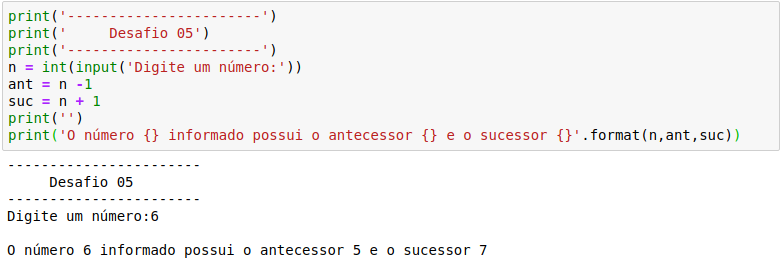 print('-----------------------')
print('     Desafio 05')
print('-----------------------')
n = int(input('Digite um número:'))
ant = n -1
suc = n + 1
print('')
print('O número {} informado possui o antecessor {} e o sucessor {}'.format(n,ant,suc))
-----------------------
     Desafio 05
-----------------------
Digite um número:6
O número 6 informado possui o antecessor 5 e o sucessor 7